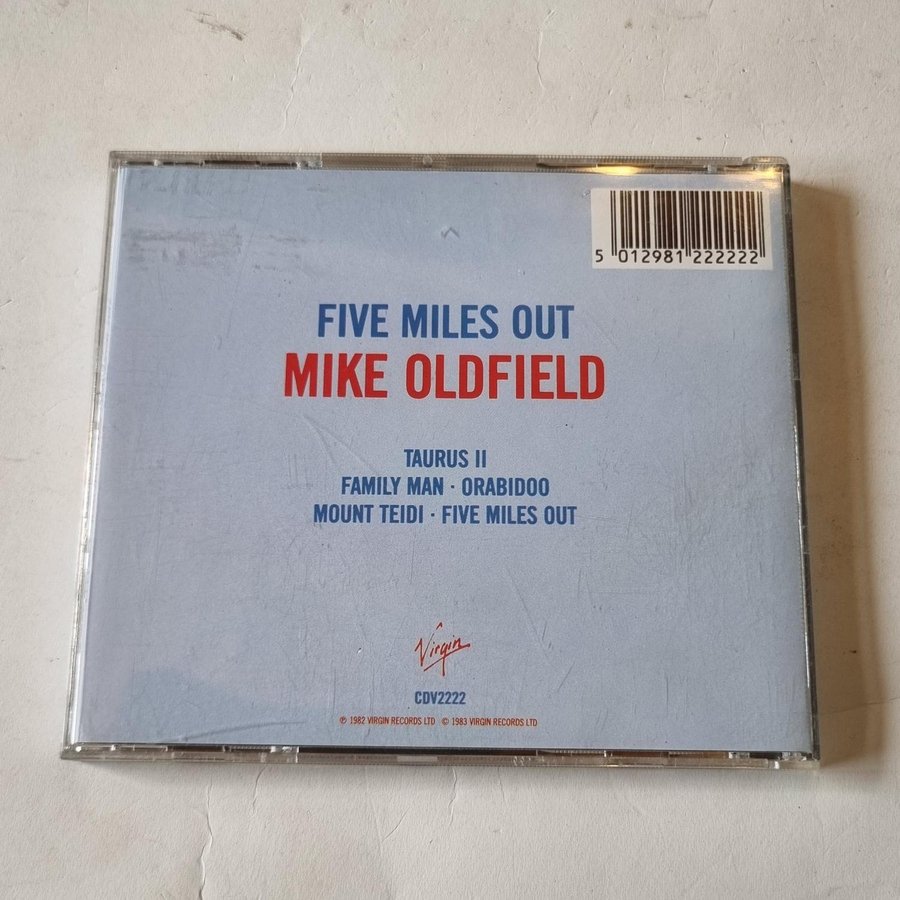 5 012981 222222
FIVE MILES OUT
MIKE OLDFIELD
TAURUS II
FAMILY MAN · ORABIDOO
MOUNT TEIDI · FIVE MILES OUT
Virgin
CDV2222
℗ 1982 VIRGIN RECORDS LTD © 1983 VIRGIN RECORDS LTD